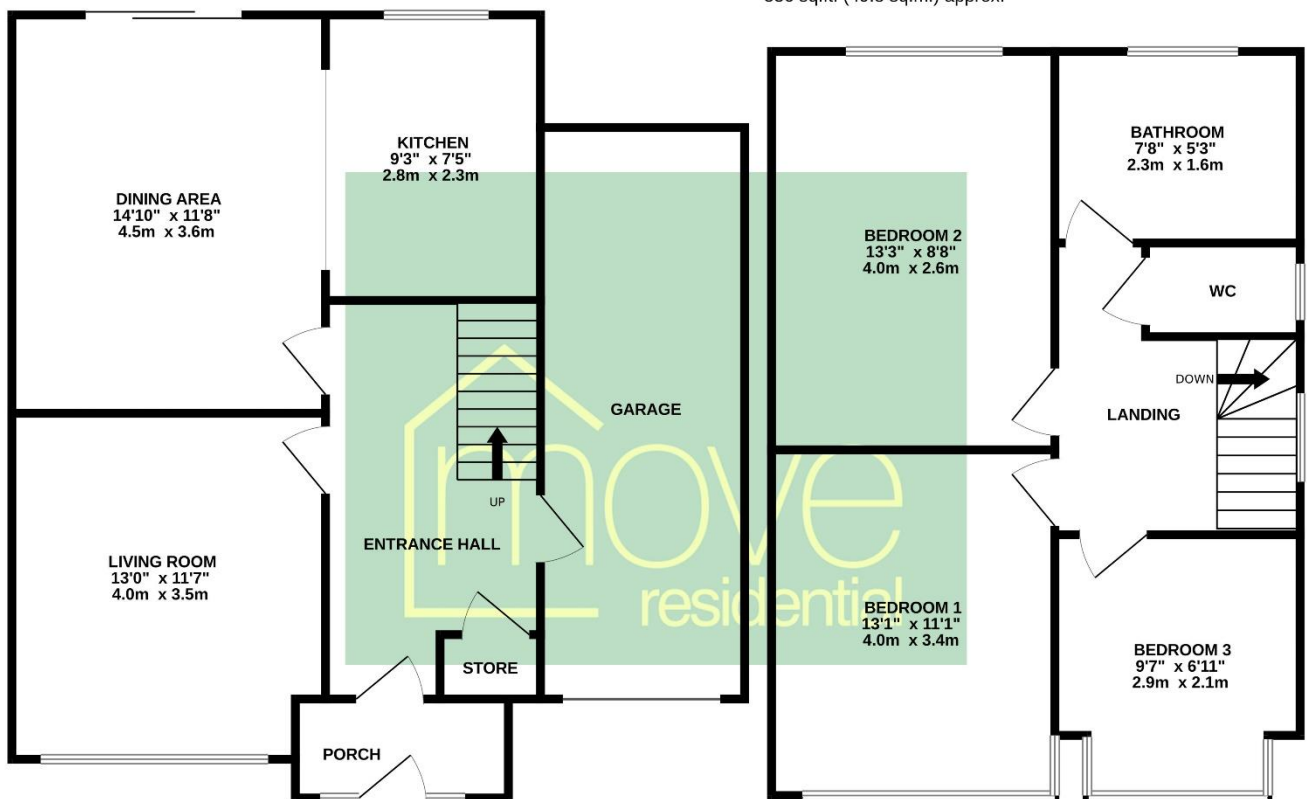 KITCHEN
9'3" x 7'5"
2.8m x 2.3m
DINING AREA
14'10" x 11'8"
4.5m x 3.6m
GARAGE
UP
ENTRANCE HALL
LIVING ROOM
13'0" x 11'7"
4.0m x 3.5m
STORE
PORCH
move
residential
BATHROOM
7'8" x 5'3"
2.3m x 1.6m
BEDROOM 2
13'3" x 8'8"
4.0m x 2.6m
WC
DOWN
LANDING
BEDROOM 1
13'1" x 11'1"
4.0m x 3.4m
BEDROOM 3
9'7" x 6'11"
2.9m x 2.1m